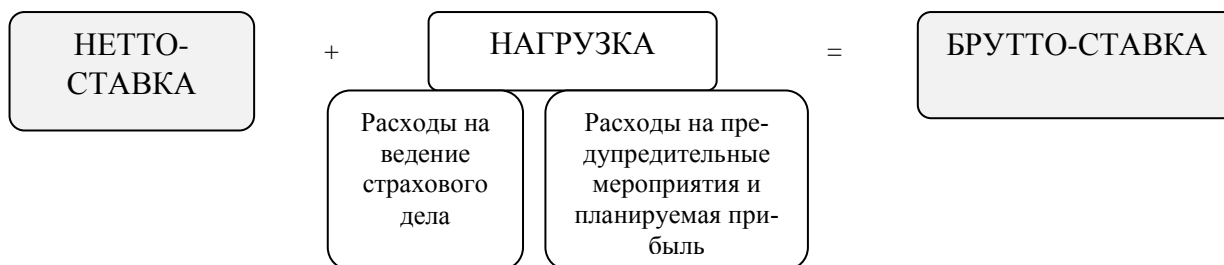 НЕТТО-
СТАВКА
+
НАГРУЗКА
=
БРУТТО-СТАВКА
Расходы на
ведение
страхового
дела
Расходы на пре-
дупредительные
мероприятия и
планируемая при-
быль